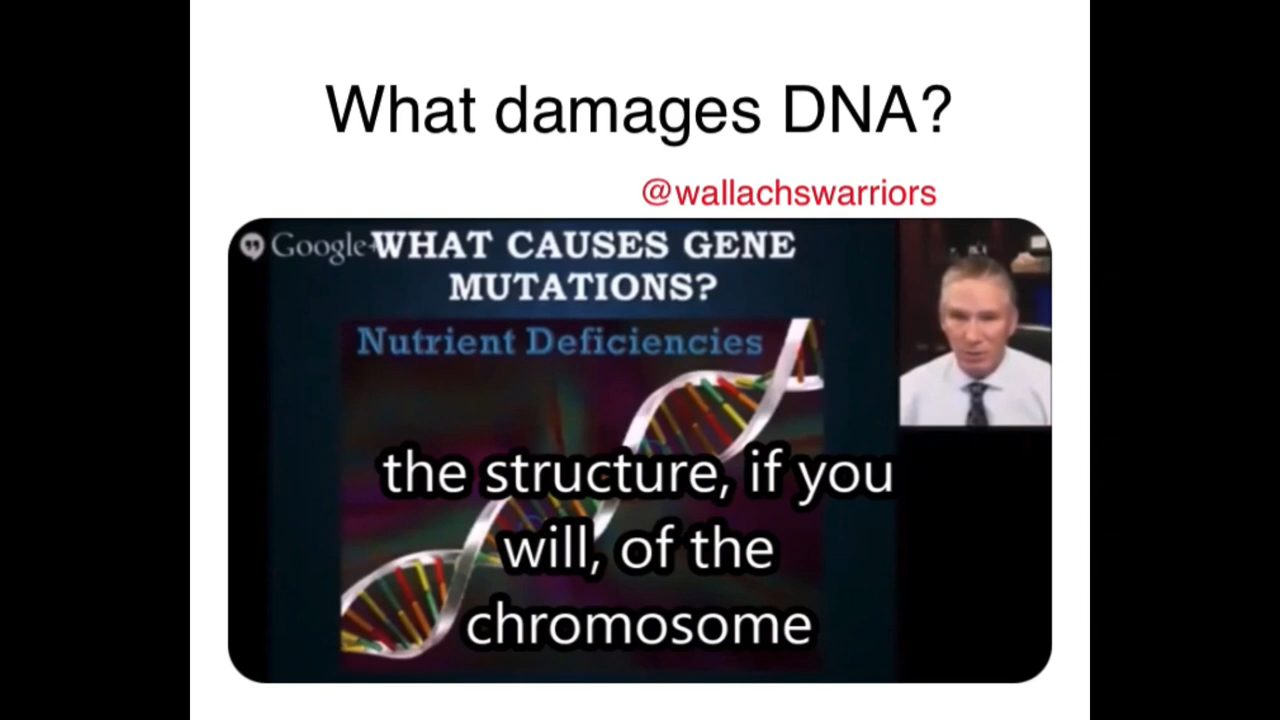 What damages DNA?
@wallachswarriors
Google+
WHAT CAUSES GENE
MUTATIONS?
Nutrient Deficiencies
the structure, if you
will, of the
chromosome